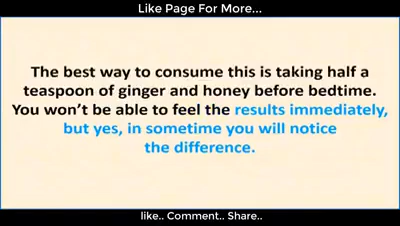 Like Page For More...
The best way to consume this is taking half a
teaspoon of ginger and honey before bedtime.
You won't be able to feel the results immediately,
but yes, in sometime you will notice
the difference.
like.. Comment.. Share..